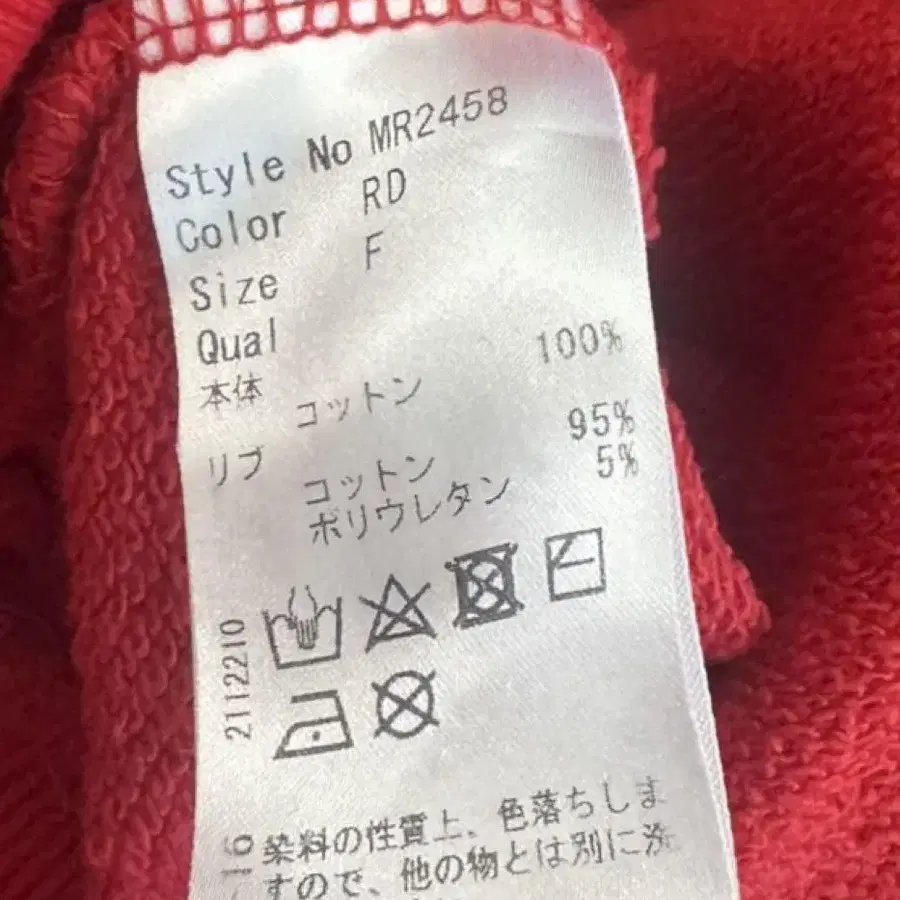 Style No MR2458
Color RD
Size F
Qual
本体
コットン 100%
リブ
コットン 95%
ポリウレタン 5%
2112210
-16
染料の性質上、色落ちしま
すので、他の物とは別に洗